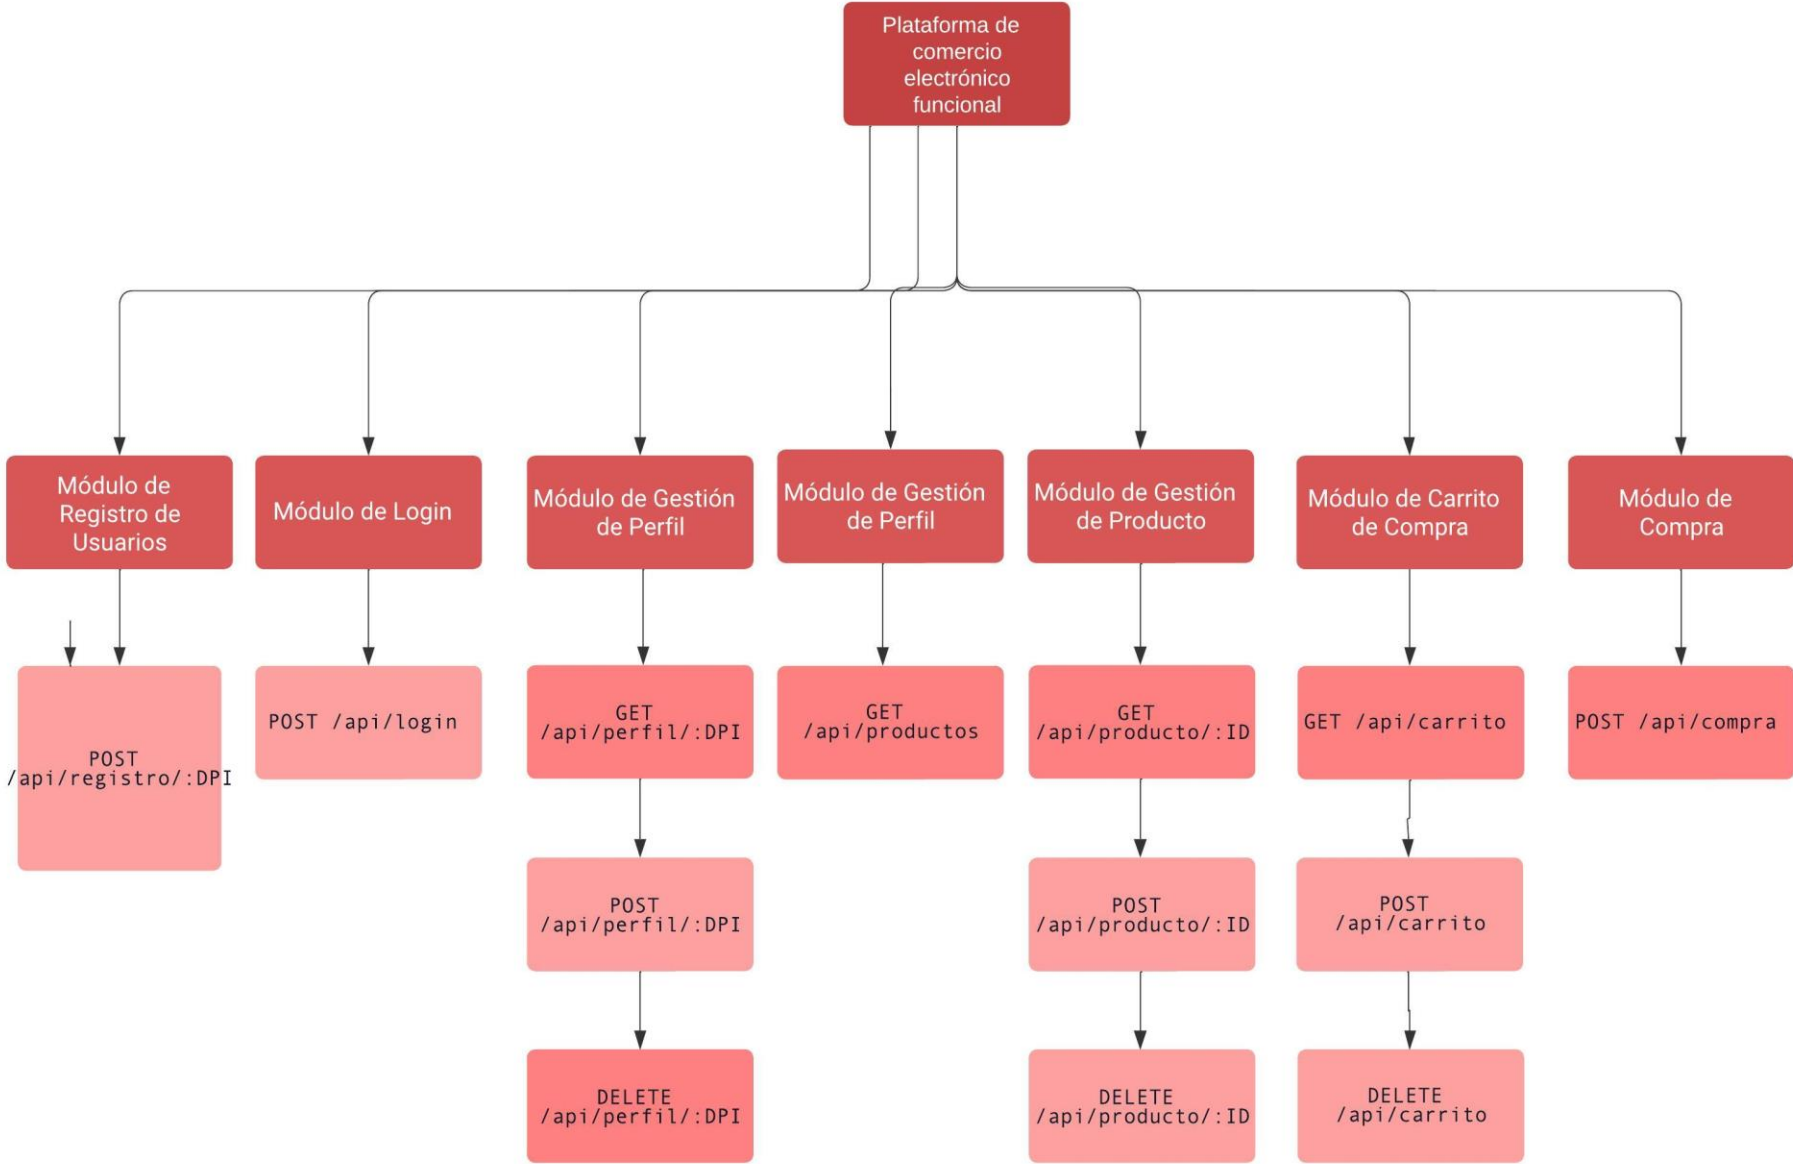 Plataforma de
comercio
electrónico
funcional
Módulo de
Registro de
Usuarios
Módulo de Login
Módulo de Gestión
de Perfil
Módulo de Gestión
de Perfil
Módulo de Gestión
de Producto
Módulo de Carrito
de Compra
Módulo de
Compra
POST
/api/registro/:DPI
POST /api/login
GET
/api/perfil/:DPI
GET
/api/productos
GET
/api/producto/:ID
GET /api/carrito
POST /api/compra
POST
/api/perfil/:DPI
POST
/api/producto/:ID
POST
/api/carrito
DELETE
/api/perfil/:DPI
DELETE
/api/producto/:ID
DELETE
/api/carrito